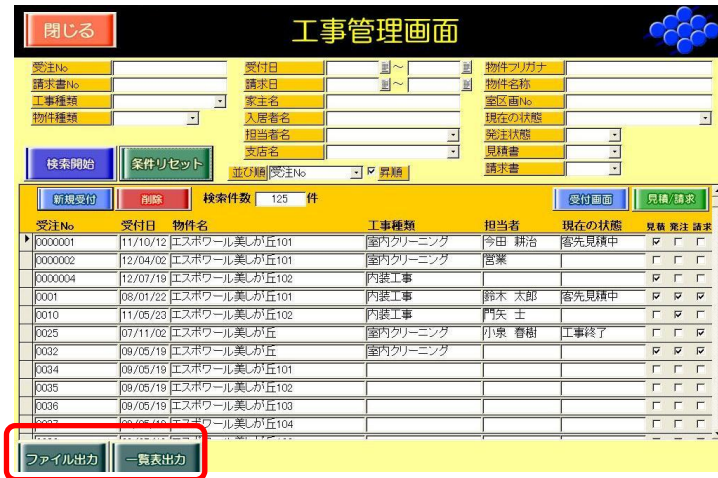 閉じる 工事管理画面
受注No 受付日 ～ 物件フリガナ
請求書No 請求日 ～ 物件名称
工事種類 家主名 室区画No
物件種類 入居者名 現在の状態
担当者名 発注状態
支店名 見積書
検索開始 条件リセット 並び順 受注No 昇順 請求書
新規受付 削除 検索件数 125 件 受付画面 見積/請求
受注No 受付日 物件名 工事種類 担当者 現在の状態 見積 発注 請求
0000001 11/10/12 エスポワール美しが丘101 室内クリーニング 今田 耕治 客先見積中
0000002 12/04/02 エスポワール美しが丘101 室内クリーニング 営業
0000004 12/07/19 エスポワール美しが丘102 内装工事
0001 08/01/22 エスポワール美しが丘101 内装工事 鈴木 太郎 客先見積中
0010 11/05/23 エスポワール美しが丘102 内装工事 門矢 士
0025 07/11/02 エスポワール美しが丘 室内クリーニング 小泉 春樹 工事終了
0032 09/05/19 エスポワール美しが丘 室内クリーニング
0034 09/05/19 エスポワール美しが丘101
0035 09/05/19 エスポワール美しが丘102
0036 09/05/19 エスポワール美しが丘103
0037 09/05/19 エスポワール美しが丘104
ファイル出力 一覧表出力